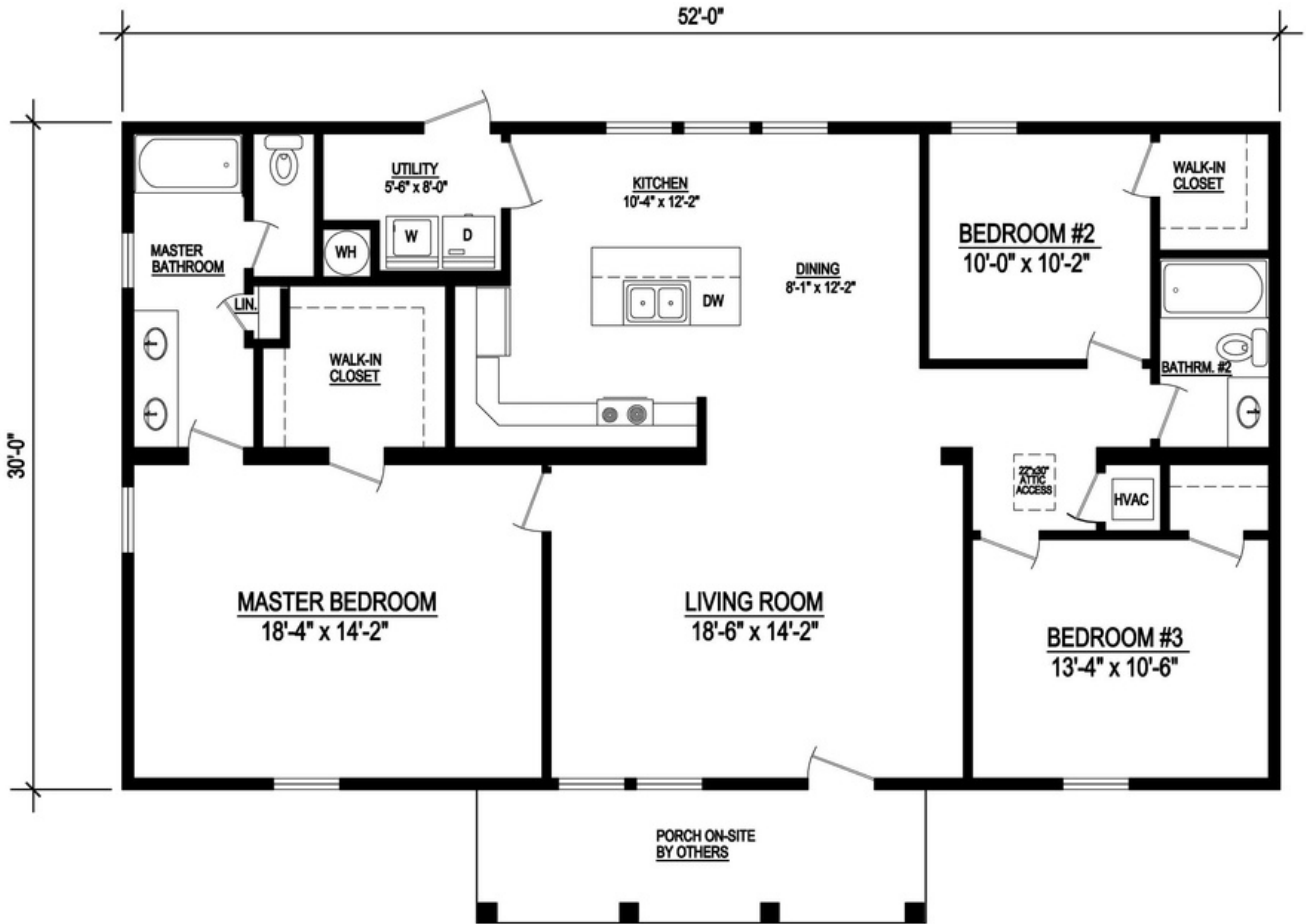 52'-0"
30'-0"
UTILITY
5'-6" x 8'-0"
KITCHEN
10'-4" x 12'-2"
WALK-IN
CLOSET
BEDROOM #2
10'-0" x 10'-2"
W
D
WH
MASTER
BATHROOM
DINING
8'-1" x 12'-2"
DW
LIN.
WALK-IN
CLOSET
BATHRM. #2
22"x30"
ATTIC
ACCESS
HVAC
MASTER BEDROOM
18'-4" x 14'-2"
LIVING ROOM
18'-6" x 14'-2"
BEDROOM #3
13'-4" x 10'-6"
PORCH ON-SITE
BY OTHERS